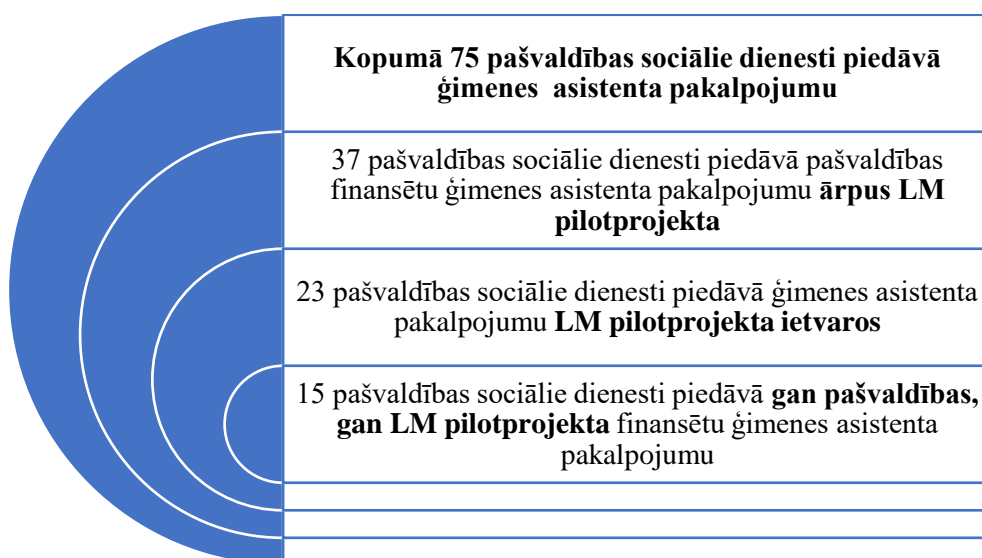 Kopumā 75 pašvaldības sociālie dienesti piedāvā
ģimenes asistenta pakalpojumu
37 pašvaldības sociālie dienesti piedāvā pašvaldības
finansētu ģimenes asistenta pakalpojumu ārpus LM
pilotprojekta
23 pašvaldības sociālie dienesti piedāvā ģimenes asistenta
pakalpojumu LM pilotprojekta ietvaros
15 pašvaldības sociālie dienesti piedāvā gan pašvaldības,
gan LM pilotprojekta finansētu ģimenes asistenta
pakalpojumu